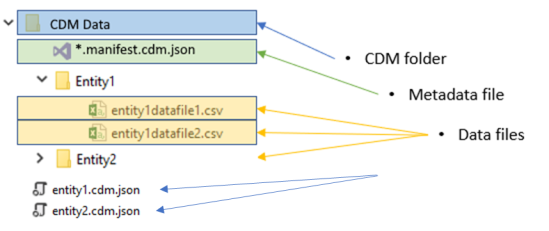 CDM Data
*.manifest.cdm.json
Entity1
entity1datafile1.csv
entity1datafile2.csv
Entity2
entity1.cdm.json
entity2.cdm.json
• CDM folder
• Metadata file
• Data files